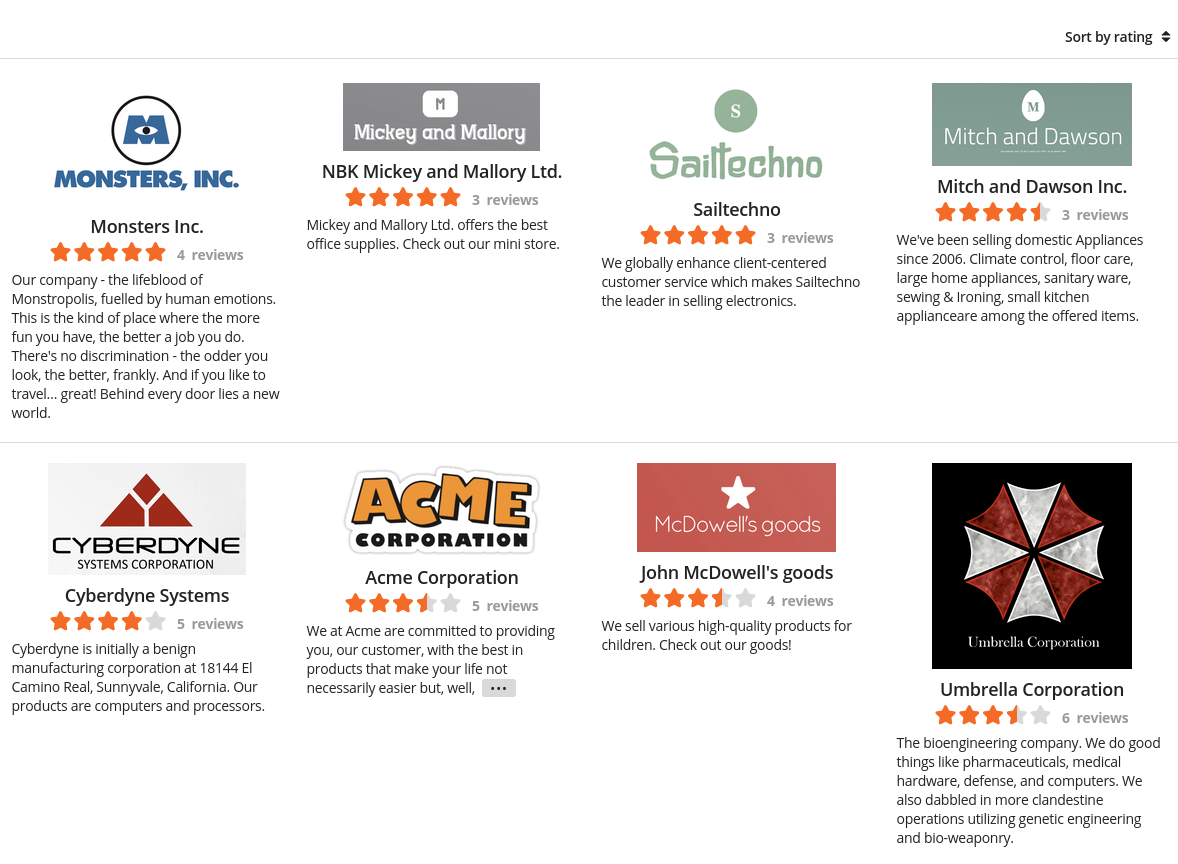 Sort by rating
MONSTERS, INC.
Monsters Inc.
4 reviews
Our company - the lifeblood of
Monstropolis, fuelled by human emotions.
This is the kind of place where the more
fun you have, the better a job you do.
There's no discrimination - the odder you
look, the better, frankly. And if you like to
travel... great! Behind every door lies a new
world.
M
Mickey and Mallory
NBK Mickey and Mallory Ltd.
3 reviews
Mickey and Mallory Ltd. offers the best
office supplies. Check out our mini store.
S
Sailtechno
Sailtechno
3 reviews
We globally enhance client-centered
customer service which makes Sailtechno
the leader in selling electronics.
M
Mitch and Dawson
Mitch and Dawson Inc.
3 reviews
We've been selling domestic Appliances
since 2006. Climate control, floor care,
large home appliances, sanitary ware,
sewing & Ironing, small kitchen
applianceare among the offered items.
CYBERDYNE
SYSTEMS CORPORATION
Cyberdyne Systems
5 reviews
Cyberdyne is initially a benign
manufacturing corporation at 18144 El
Camino Real, Sunnyvale, California. Our
products are computers and processors.
ACME
CORPORATION
Acme Corporation
5 reviews
We at Acme are committed to providing
you, our customer, with the best in
products that make your life not
necessarily easier but, well, •••
McDowell's goods
John McDowell's goods
4 reviews
We sell various high-quality products for
children. Check out our goods!
Umbrella Corporation
Umbrella Corporation
6 reviews
The bioengineering company. We do good
things like pharmaceuticals, medical
hardware, defense, and computers. We
also dabbled in more clandestine
operations utilizing genetic engineering
and bio-weaponry.